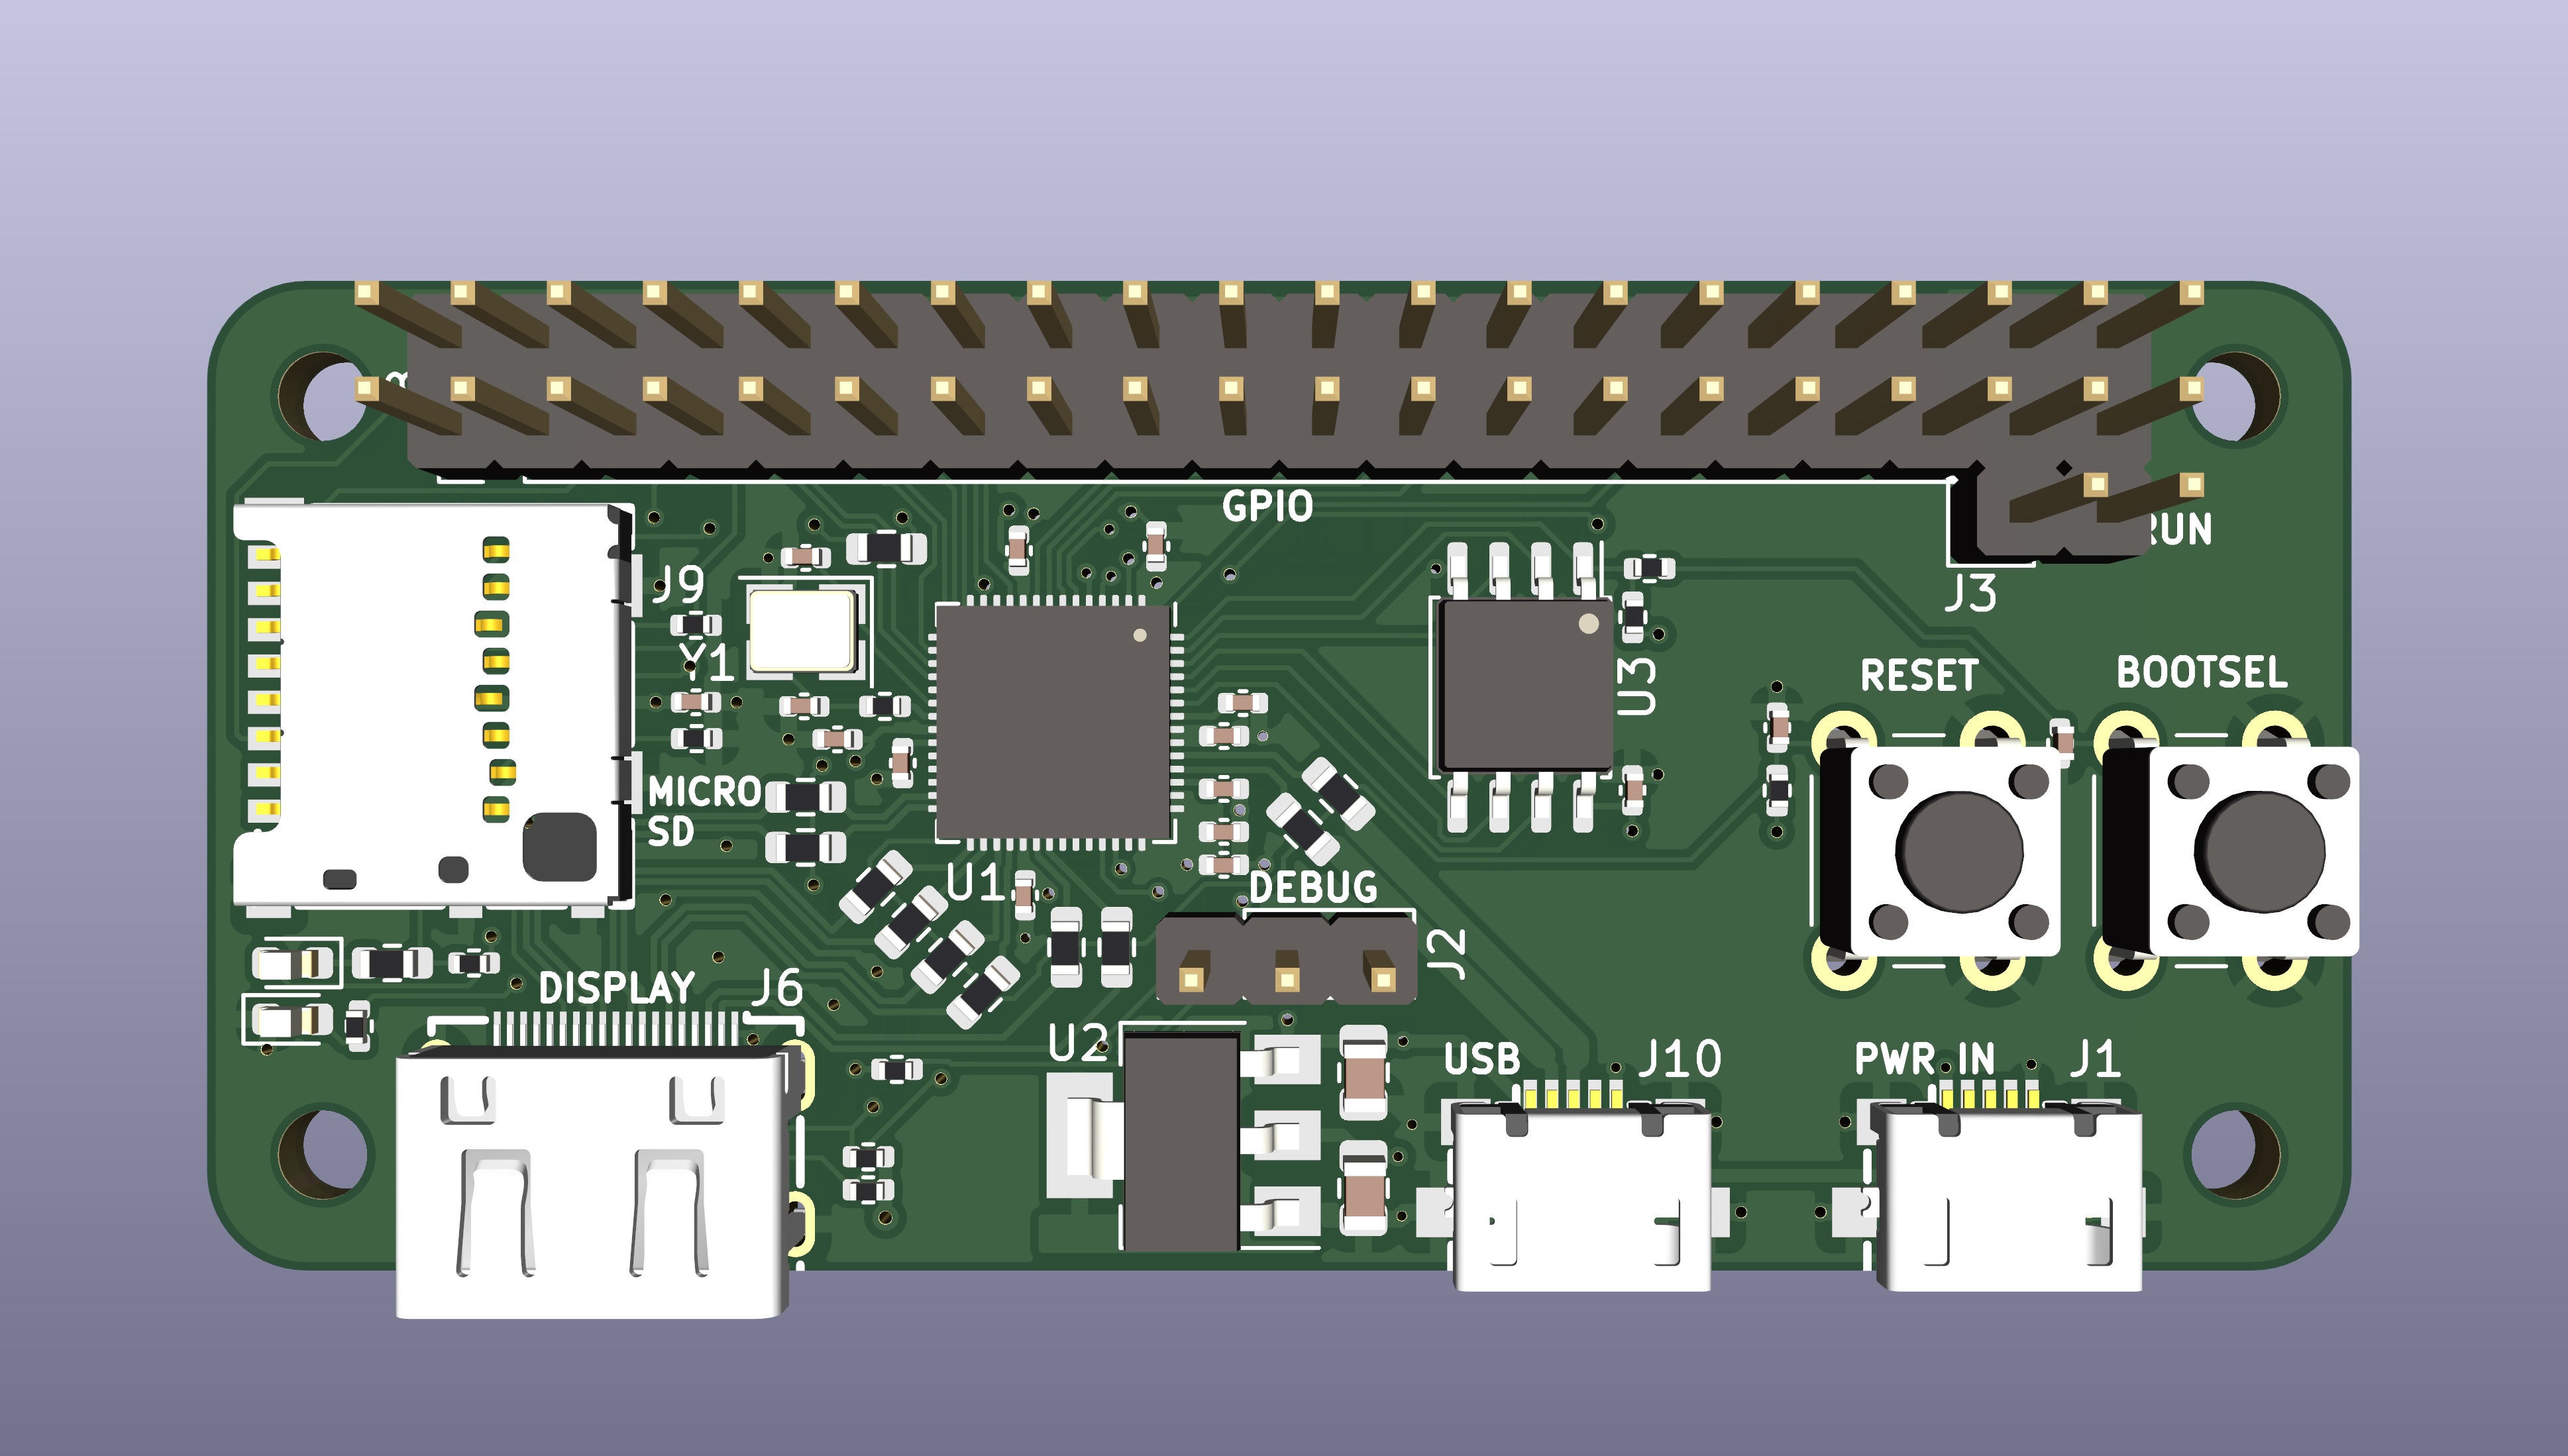 GPIO
RUN
J3
J9
Y1
U3
RESET
BOOTSEL
MICRO
SD
U1
DEBUG
J2
DISPLAY
J6
U2
USB
J10
PWR IN
J1